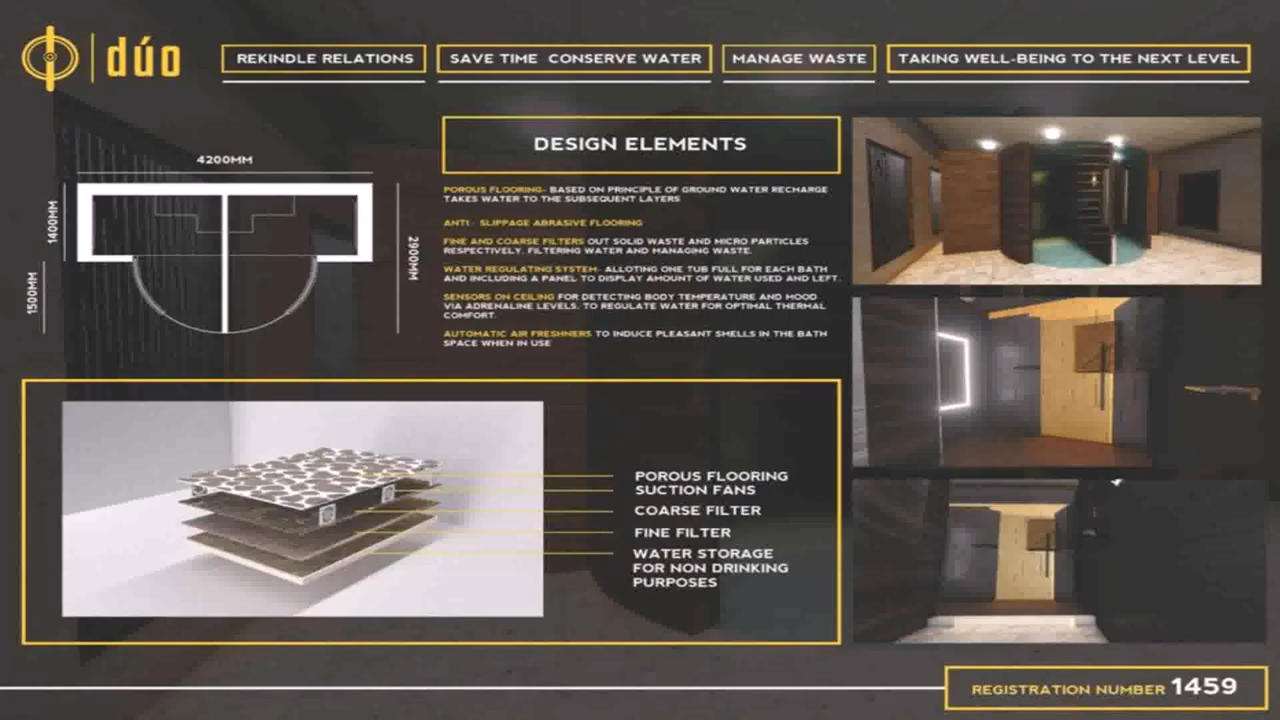 dúo
REKINDLE RELATIONS
SAVE TIME CONSERVE WATER
MANAGE WASTE
TAKING WELL-BEING TO THE NEXT LEVEL
4200MM
1400MM
1500MM
2900MM
DESIGN ELEMENTS
POROUS FLOORING- BASED ON PRINCIPLE OF GROUND WATER RECHARGE
TAKES WATER TO THE SUBSEQUENT LAYERS
ANTI - SLIPPAGE ABRASIVE FLOORING
FINE AND COARSE FILTERS OUT SOLID WASTE AND MICRO PARTICLES
RESPECTIVELY. FILTERING WATER AND MANAGING WASTE.
WATER REGULATING SYSTEM- ALLOTING ONE TUB FULL FOR EACH BATH
AND INCLUDING A PANEL TO DISPLAY AMOUNT OF WATER USED AND LEFT.
SENSORS ON CEILING FOR DETECTING BODY TEMPERATURE AND MOOD
VIA ADRENALINE LEVELS. TO REGULATE WATER FOR OPTIMAL THERMAL
COMFORT.
AUTOMATIC AIR FRESHNERS TO INDUCE PLEASANT SMELLS IN THE BATH
SPACE WHEN IN USE
POROUS FLOORING
SUCTION FANS
COARSE FILTER
FINE FILTER
WATER STORAGE
FOR NON DRINKING
PURPOSES
REGISTRATION NUMBER 1459